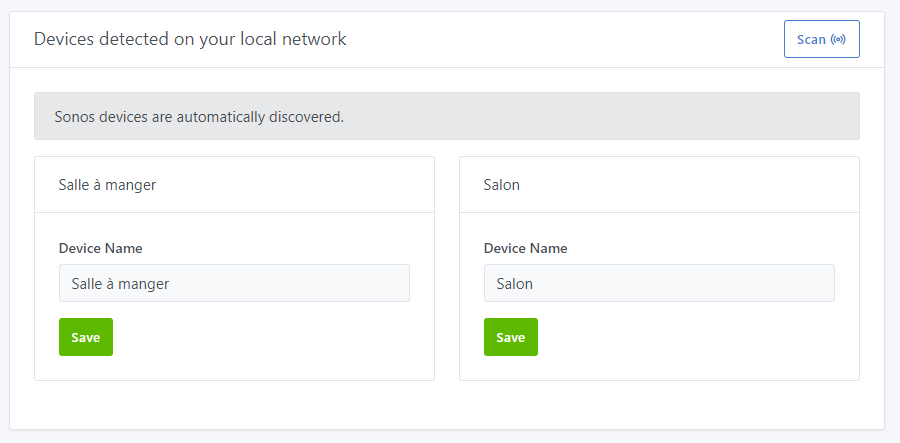 Devices detected on your local network
Scan
Sonos devices are automatically discovered.
Salle à manger
Device Name
Salle à manger
Save
Salon
Device Name
Salon
Save